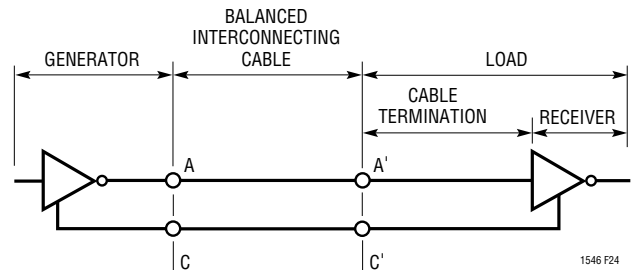 BALANCED
INTERCONNECTING
CABLE
GENERATOR
LOAD
CABLE
TERMINATION
RECEIVER
A
A'
C
C'
1546 F24